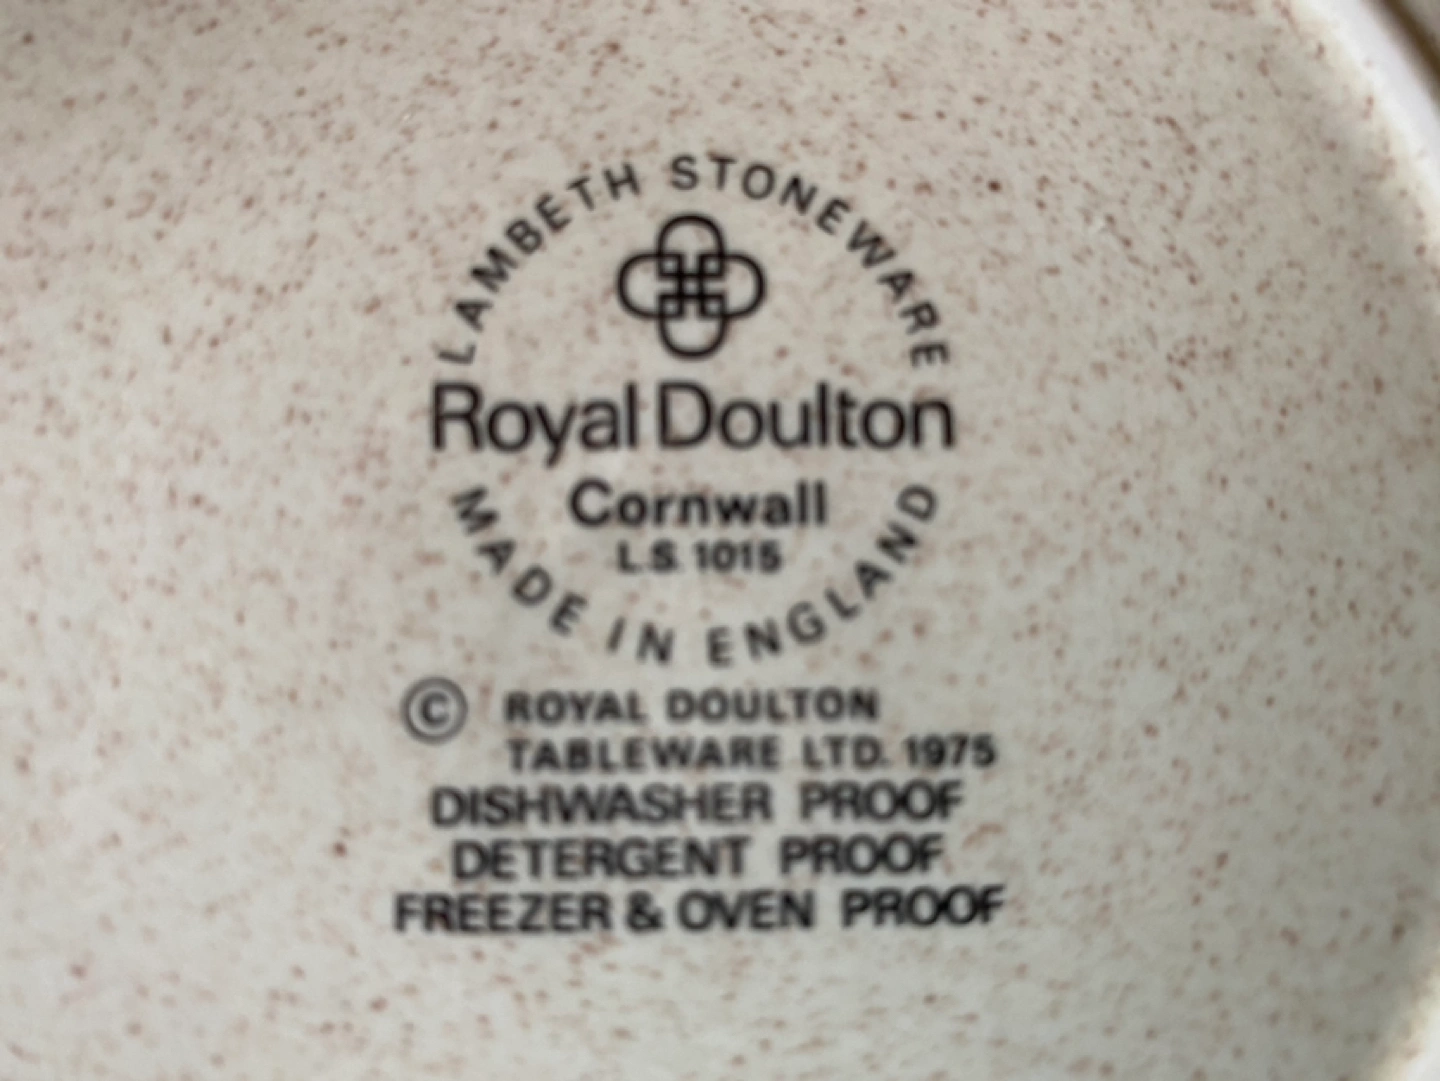 LAMBETH STONEWARE
Royal Doulton
Cornwall
L.S. 1015
MADE IN ENGLAND
© ROYAL DOULTON
TABLEWARE LTD. 1975
DISHWASHER PROOF
DETERGENT PROOF
FREEZER & OVEN PROOF